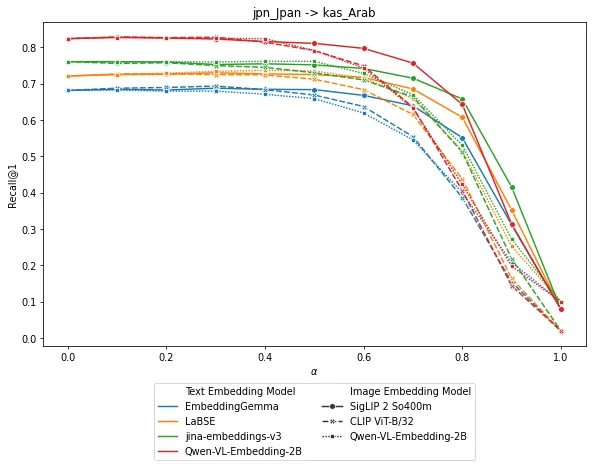 jpn_Jpan -> kas_Arab
Recall@1
0.8
0.7
0.6
0.5
0.4
0.3
0.2
0.1
0.0
0.0 0.2 0.4 0.6 0.8 1.0
α
Text Embedding Model
EmbeddingGemma
LaBSE
jina-embeddings-v3
Qwen-VL-Embedding-2B
Image Embedding Model
SigLIP 2 So400m
CLIP ViT-B/32
Qwen-VL-Embedding-2B